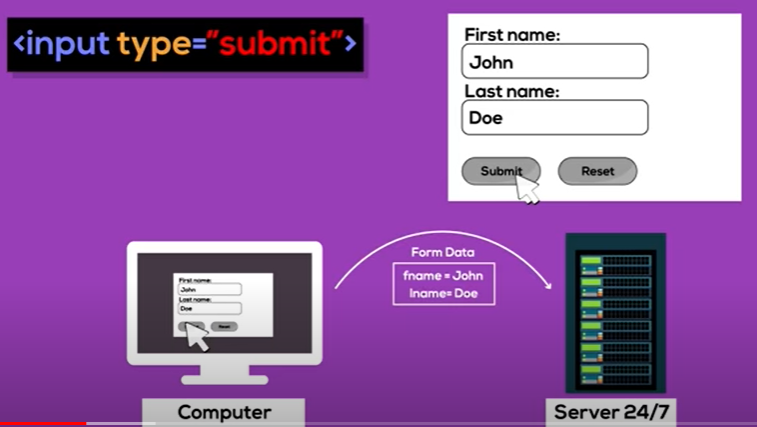 <input type=”submit”>
First name:
John
Last name:
Doe
Submit Reset
Form Data
fname = John
lname= Doe
First name:
John
Last name:
Doe
Reset
Computer
Server 24/7